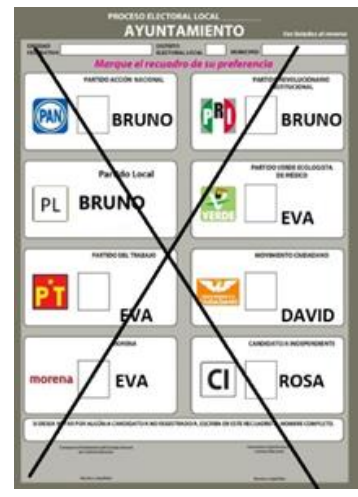 PROCESO ELECTORAL LOCAL
AYUNTAMIENTO
Marque el recuadro de su preferencia
PARTIDO ACCIÓN NACIONAL
PAN
BRUNO
PARTIDO REVOLUCIONARIO
INSTITUCIONAL
PRI
BRUNO
Partido Local
PL
BRUNO
PARTIDO VERDE ECOLOGISTA
DE MÉXICO
VERDE
EVA
PARTIDO DEL TRABAJO
PT
EVA
MOVIMIENTO CIUDADANO
DAVID
MORENA
morena
EVA
CANDIDATO/A INDEPENDIENTE
CI
ROSA